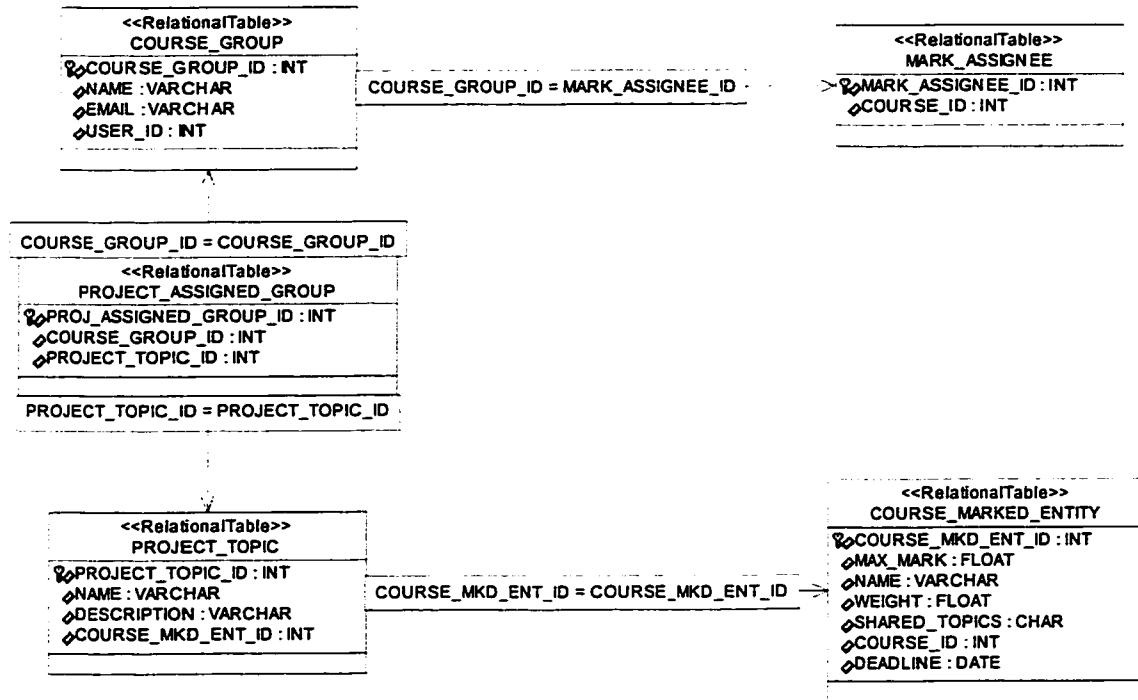 <<RelationalTable>>
COURSE_GROUP
COURSE_GROUP_ID : INT
NAME : VARCHAR
EMAIL : VARCHAR
USER_ID : INT
COURSE_GROUP_ID = MARK_ASSIGNEE_ID
<<RelationalTable>>
MARK_ASSIGNEE
MARK_ASSIGNEE_ID : INT
COURSE_ID : INT
COURSE_GROUP_ID = COURSE_GROUP_ID
<<RelationalTable>>
PROJECT_ASSIGNED_GROUP
PROJ_ASSIGNED_GROUP_ID : INT
COURSE_GROUP_ID : INT
PROJECT_TOPIC_ID : INT
PROJECT_TOPIC_ID = PROJECT_TOPIC_ID
<<RelationalTable>>
PROJECT_TOPIC
PROJECT_TOPIC_ID : INT
NAME : VARCHAR
DESCRIPTION : VARCHAR
COURSE_MKD_ENT_ID : INT
COURSE_MKD_ENT_ID = COURSE_MKD_ENT_ID
<<RelationalTable>>
COURSE_MARKED_ENTITY
COURSE_MKD_ENT_ID : INT
MAX_MARK : FLOAT
NAME : VARCHAR
WEIGHT : FLOAT
SHARED_TOPICS : CHAR
COURSE_ID : INT
DEADLINE : DATE